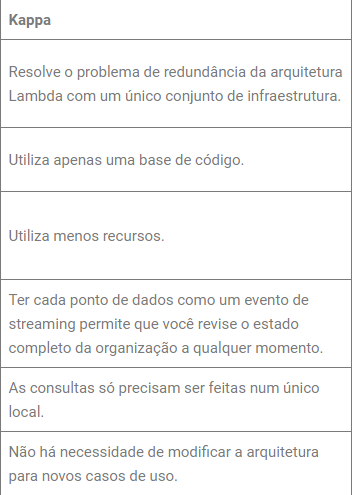 Kappa
Resolve o problema de redundância da arquitetura
Lambda com um único conjunto de infraestrutura.
Utiliza apenas uma base de código.
Utiliza menos recursos.
Ter cada ponto de dados como um evento de
streaming permite que você revise o estado
completo da organização a qualquer momento.
As consultas só precisam ser feitas num único
local.
Não há necessidade de modificar a arquitetura
para novos casos de uso.